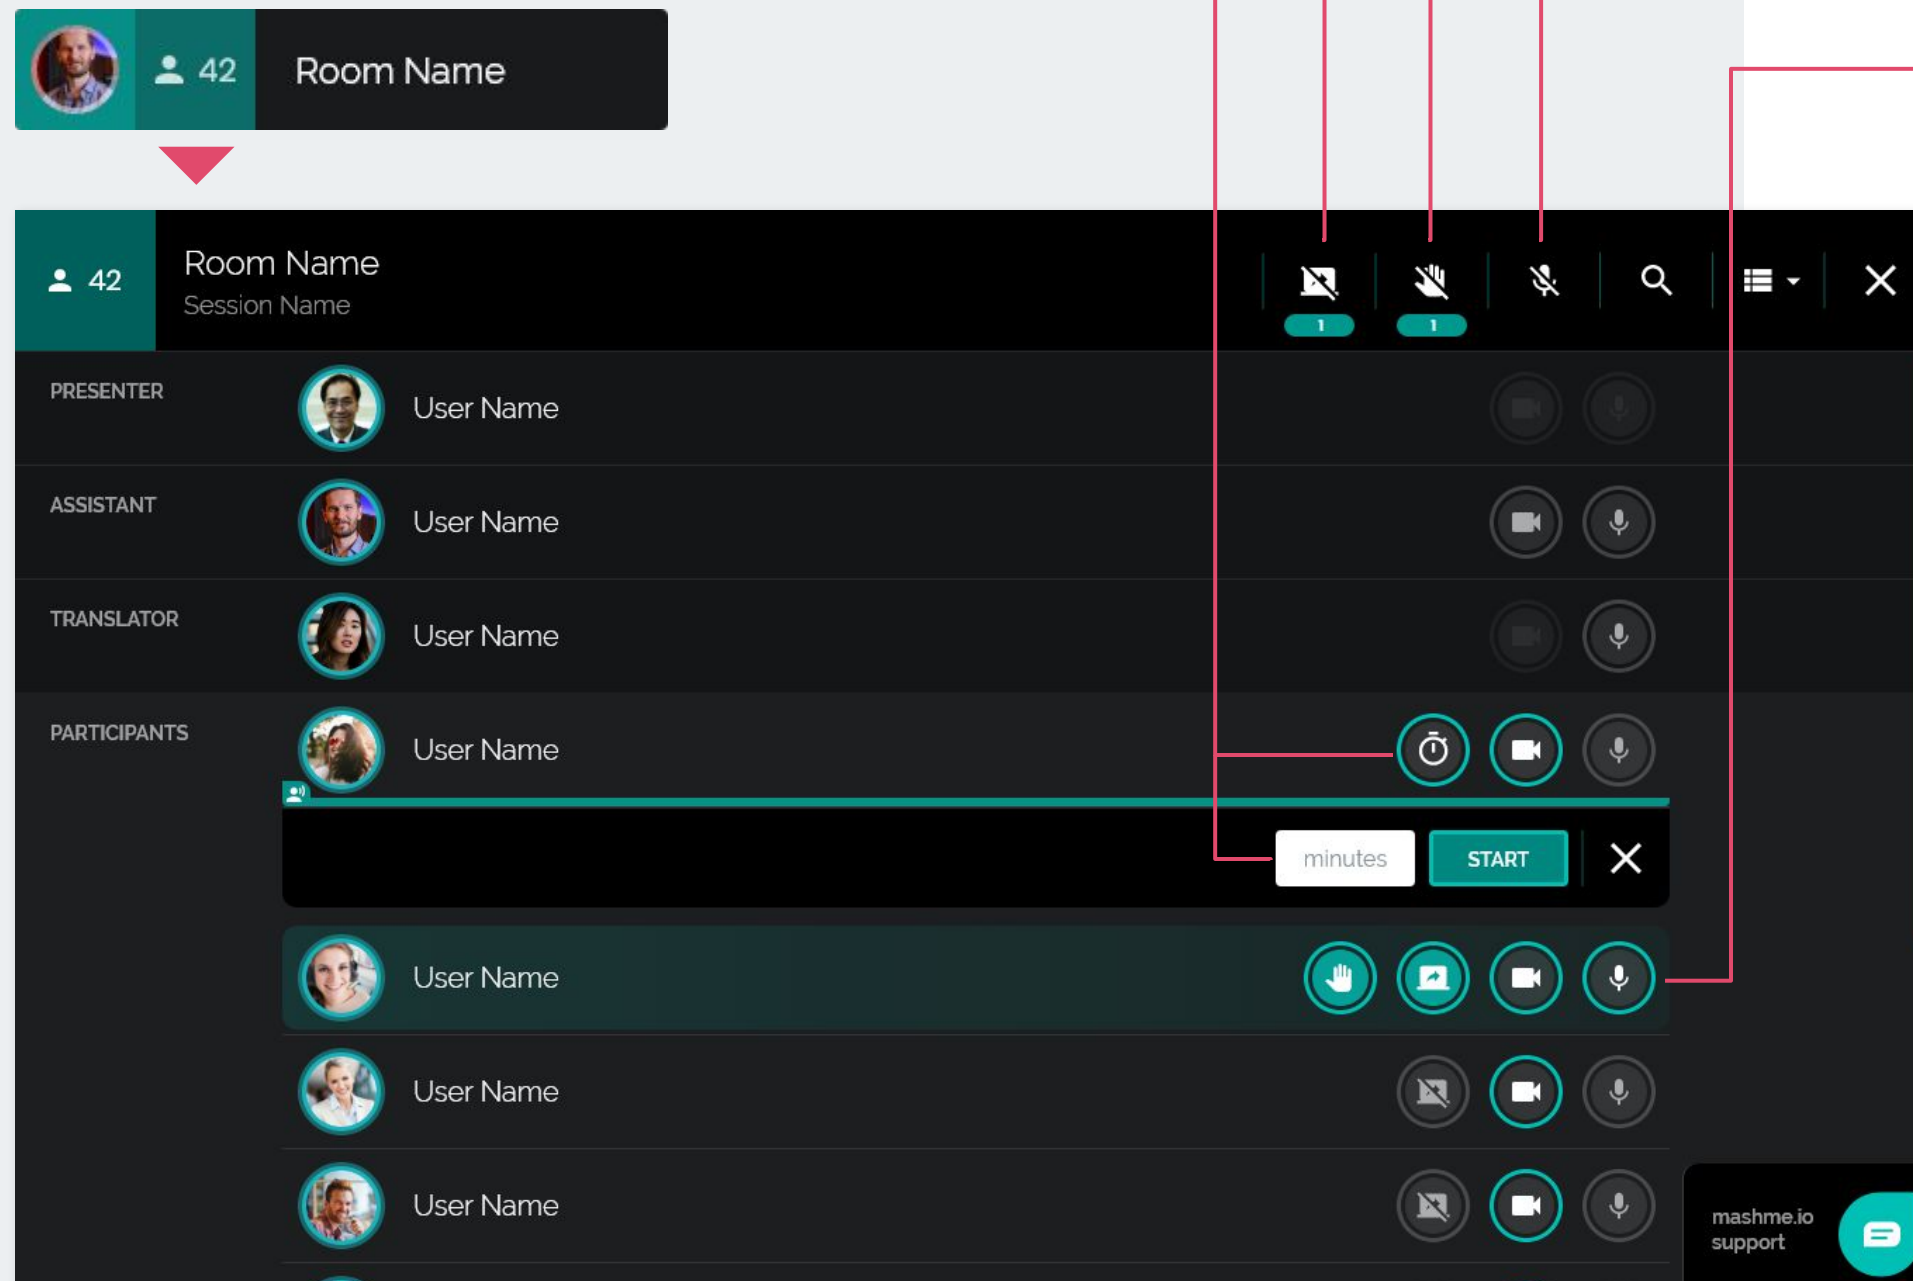 42 Room Name
42 Room Name
Session Name
1 1
PRESENTER User Name
ASSISTANT User Name
TRANSLATOR User Name
PARTICIPANTS User Name
minutes START
User Name
User Name
User Name
mashme.io
support